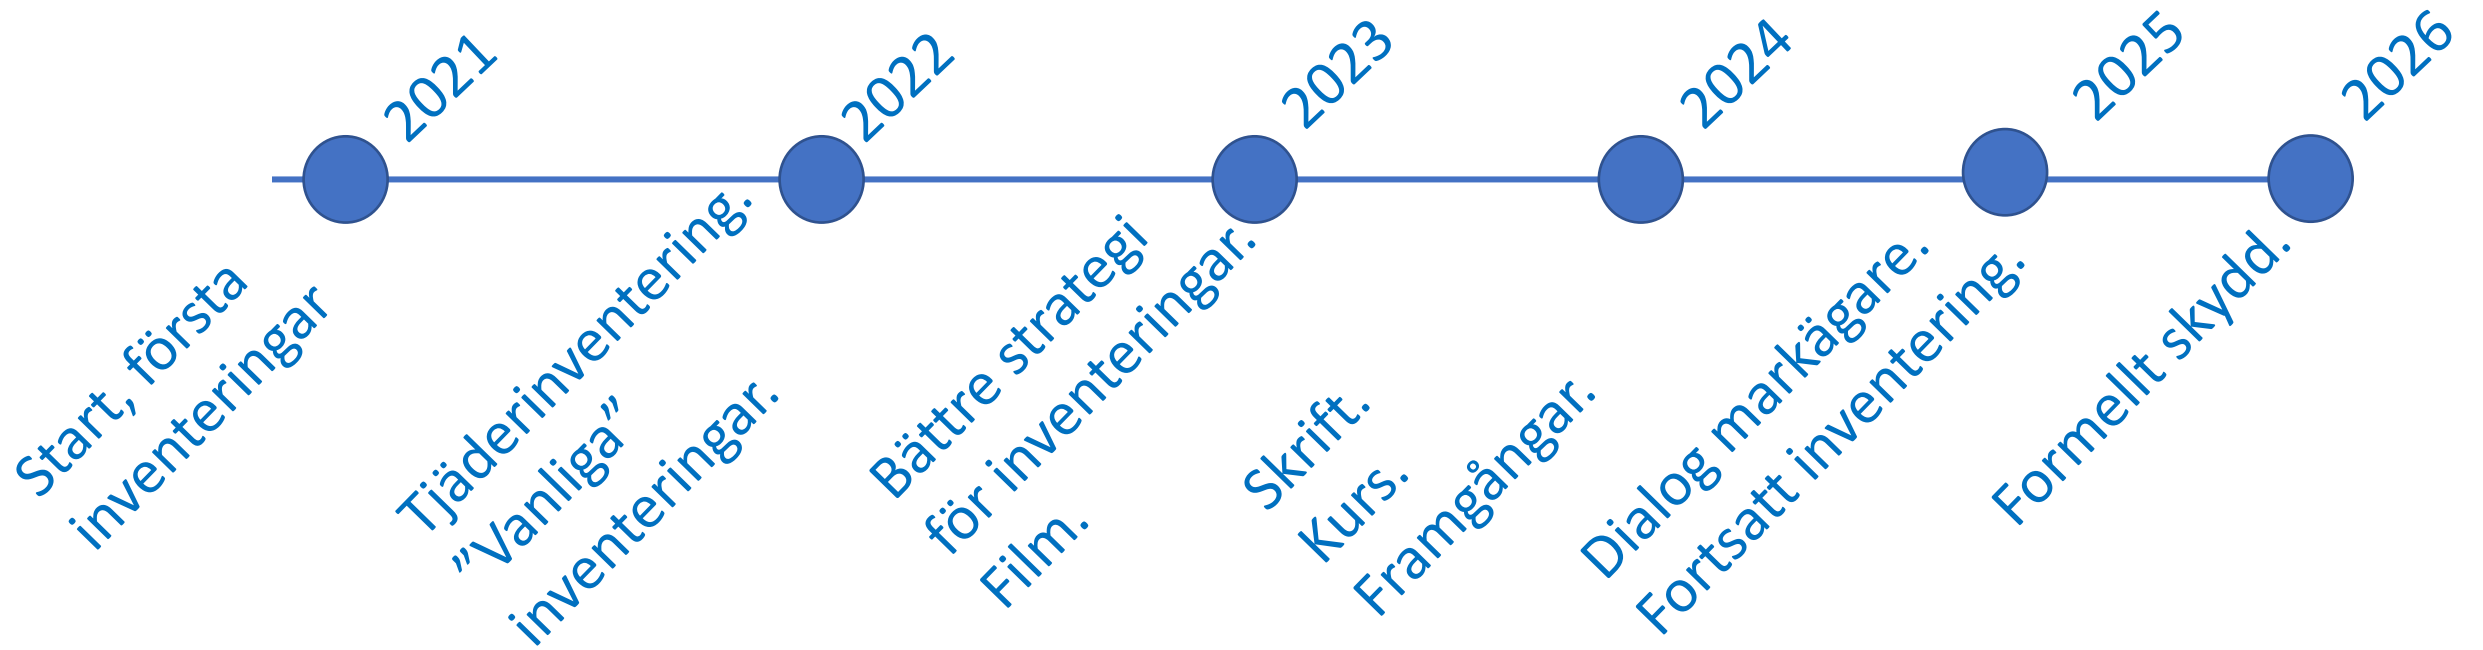 2021
2022
2023
2024
2025
2026
Start, första
inventeringar
Tjäderinventering.
”Vanliga”
inventeringar.
Bättre strategi
för inventeringar.
Film.
Skrift.
Kurs.
Framgångar.
Dialog markägare.
Fortsatt inventering.
Formellt skydd.